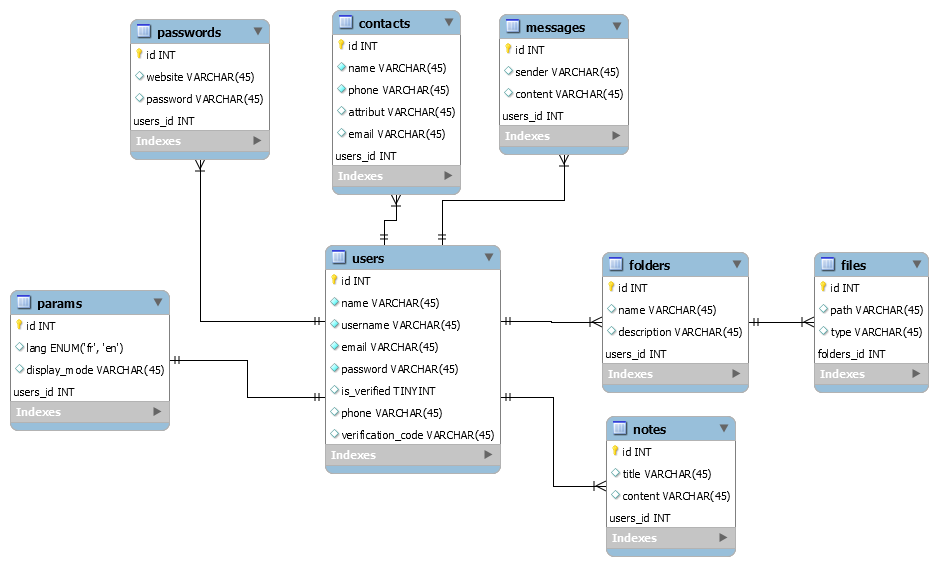 passwords
id INT
website VARCHAR(45)
password VARCHAR(45)
users_id INT
Indexes
contacts
id INT
name VARCHAR(45)
phone VARCHAR(45)
attribut VARCHAR(45)
email VARCHAR(45)
users_id INT
Indexes
messages
id INT
sender VARCHAR(45)
content VARCHAR(45)
users_id INT
Indexes
params
id INT
lang ENUM('fr', 'en')
display_mode VARCHAR(45)
users_id INT
Indexes
users
id INT
name VARCHAR(45)
username VARCHAR(45)
email VARCHAR(45)
password VARCHAR(45)
is_verified TINYINT
phone VARCHAR(45)
verification_code VARCHAR(45)
Indexes
folders
id INT
name VARCHAR(45)
description VARCHAR(45)
users_id INT
Indexes
files
id INT
path VARCHAR(45)
type VARCHAR(45)
folders_id INT
Indexes
notes
id INT
title VARCHAR(45)
content VARCHAR(45)
users_id INT
Indexes